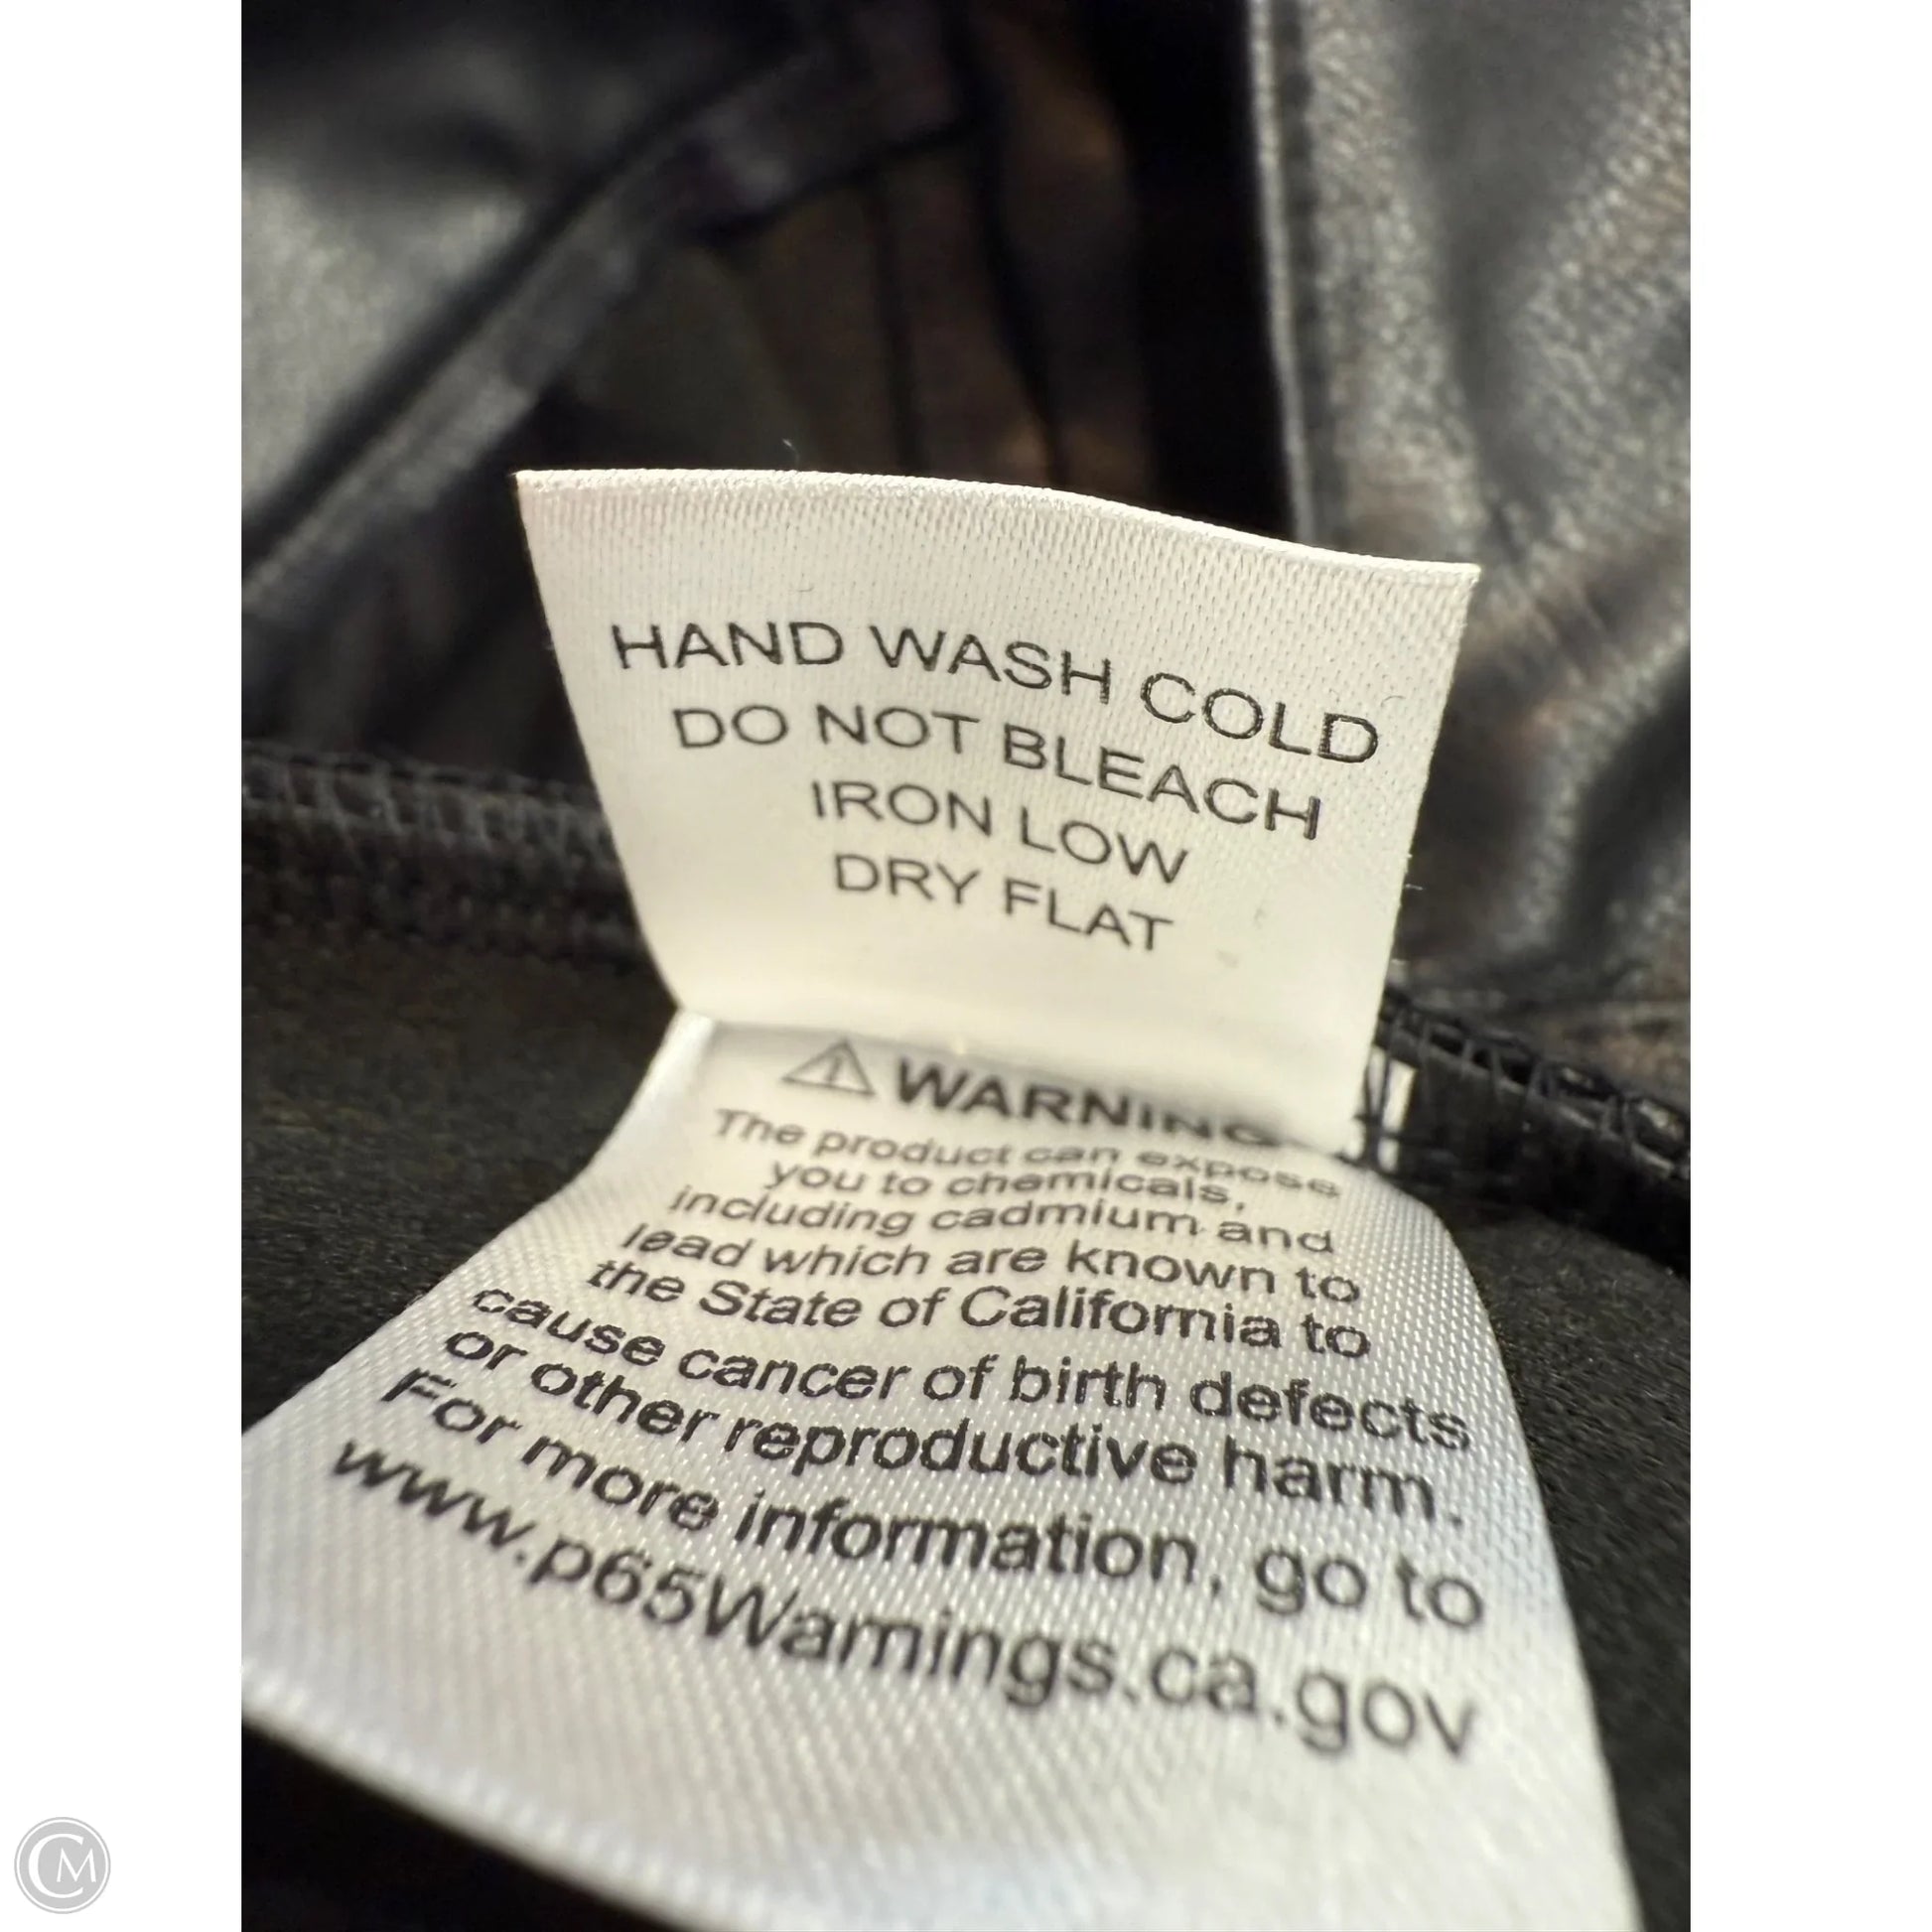 HAND WASH COLD
DO NOT BLEACH
IRON LOW
DRY FLAT
⚠ WARNING
The product can expose
you to chemicals,
including cadmium and
lead which are known to
the State of California to
cause cancer of birth defects
or other reproductive harm.
For more information, go to
www.p65Warnings.ca.gov
CM